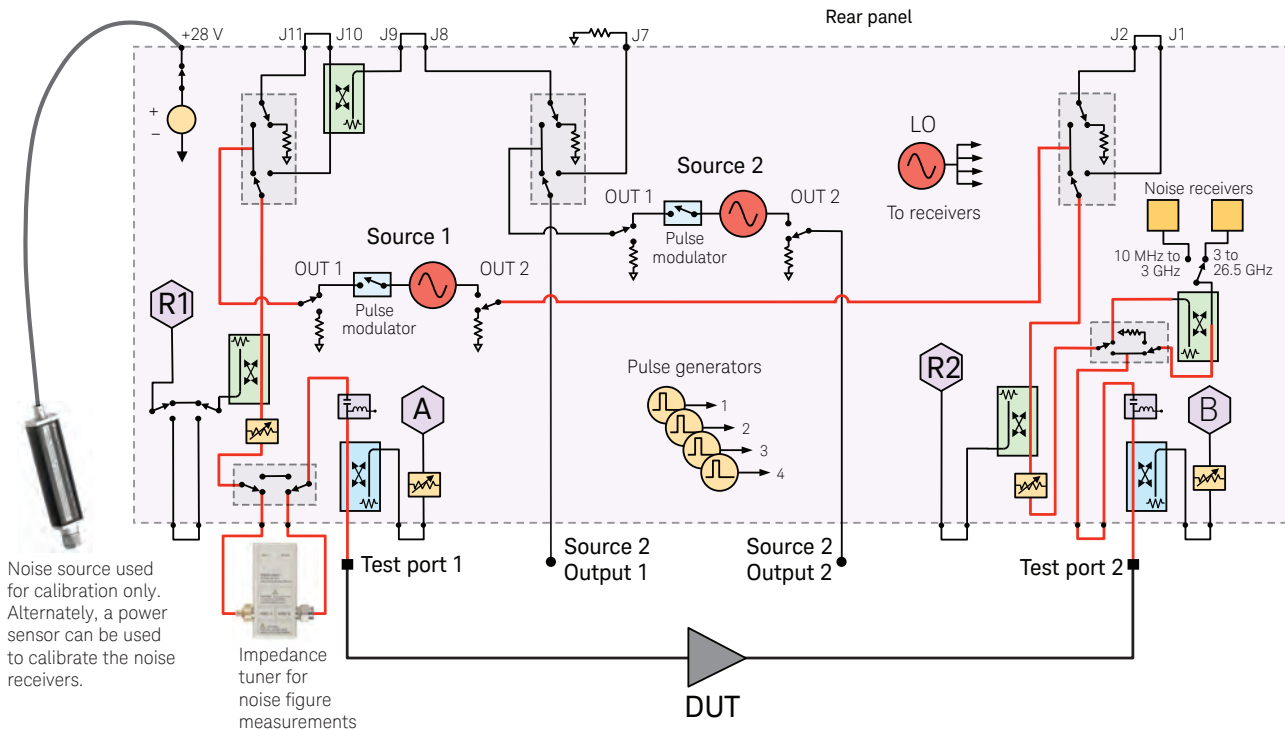 Rear panel
+28 V
J11
J10
J9
J8
J7
J2
J1
+
−
LO
To receivers
Noise receivers
10 MHz to
3 GHz
3 to
26.5 GHz
Source 2
OUT 1
OUT 2
Pulse
modulator
Source 1
OUT 1
OUT 2
Pulse
modulator
R1
A
Pulse generators
1
2
3
4
R2
B
Test port 1
Source 2
Output 1
Source 2
Output 2
Test port 2
Noise source used
for calibration only.
Alternately, a power
sensor can be used
to calibrate the noise
receivers.
Impedance
tuner for
noise figure
measurements
DUT